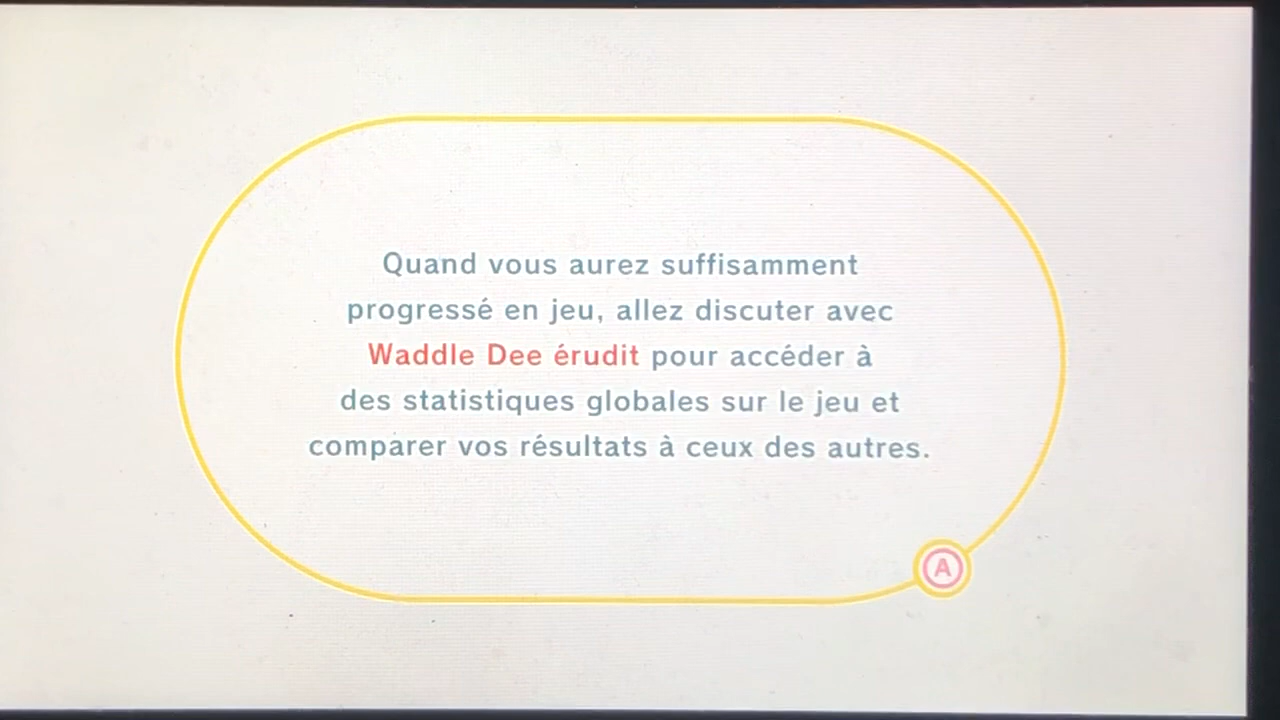 Quand vous aurez suffisamment
progressé en jeu, allez discuter avec
Waddle Dee érudit pour accéder à
des statistiques globales sur le jeu et
comparer vos résultats à ceux des autres.
A